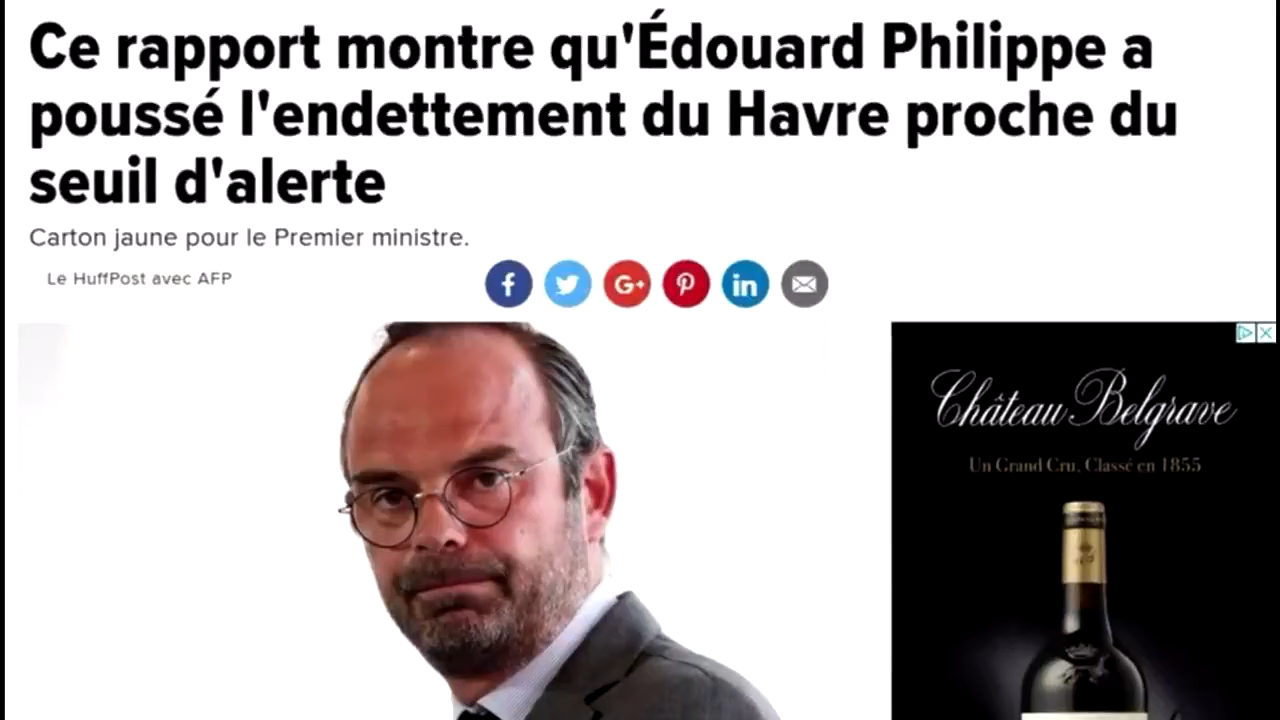 Ce rapport montre qu'Édouard Philippe a
poussé l'endettement du Havre proche du
seuil d'alerte
Carton jaune pour le Premier ministre.
Le HuffPost avec AFP
f
G+
in
Château Belgrave
Un Grand Cru, Classé en 1855